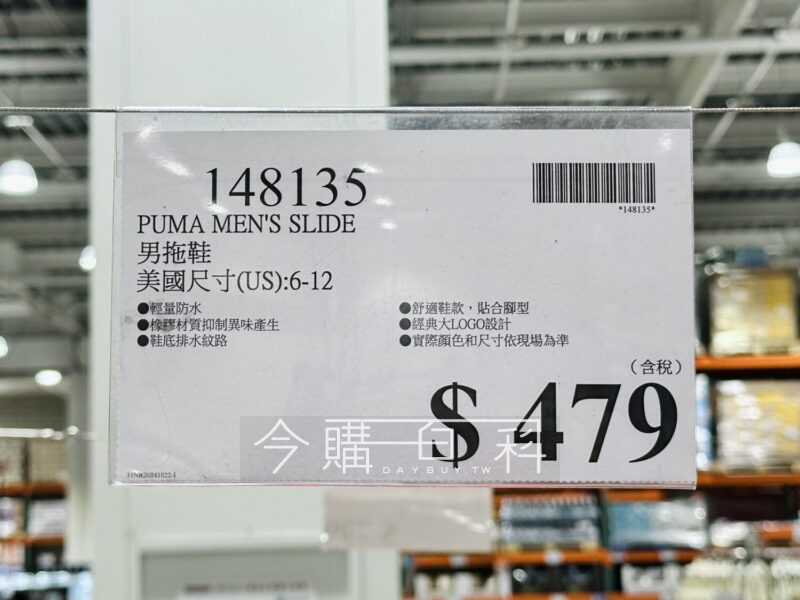 148135
*148135*
PUMA MEN'S SLIDE
男拖鞋
美國尺寸(US):6-12
●輕量防水
●橡膠材質抑制異味產生
●鞋底排水紋路
●舒適鞋款，貼合腳型
●經典大LOGO設計
●實際顏色和尺寸依現場為準
(含稅)
$ 479
今購百科
DAYBUY.TW